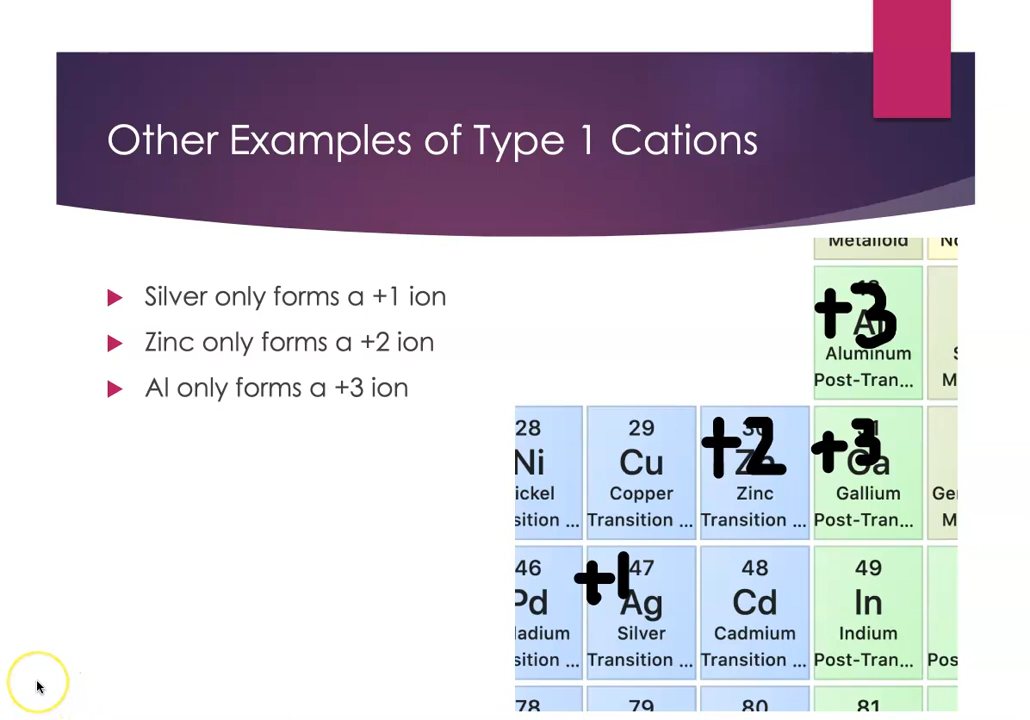 Other Examples of Type 1 Cations
Silver only forms a +1 ion
Zinc only forms a +2 ion
Al only forms a +3 ion
Metalloid
+3
Aluminum
Post-Tran...
28 29
Ni Cu +2 Zn +3 Ga
ickel Copper Zinc Gallium
sition ... Transition ... Transition ... Post-Tran...
46 +1 47 48 49
Pd Ag Cd In
ladium Silver Cadmium Indium
sition ... Transition ... Transition ... Post-Tran... Pos
78 79 80 81